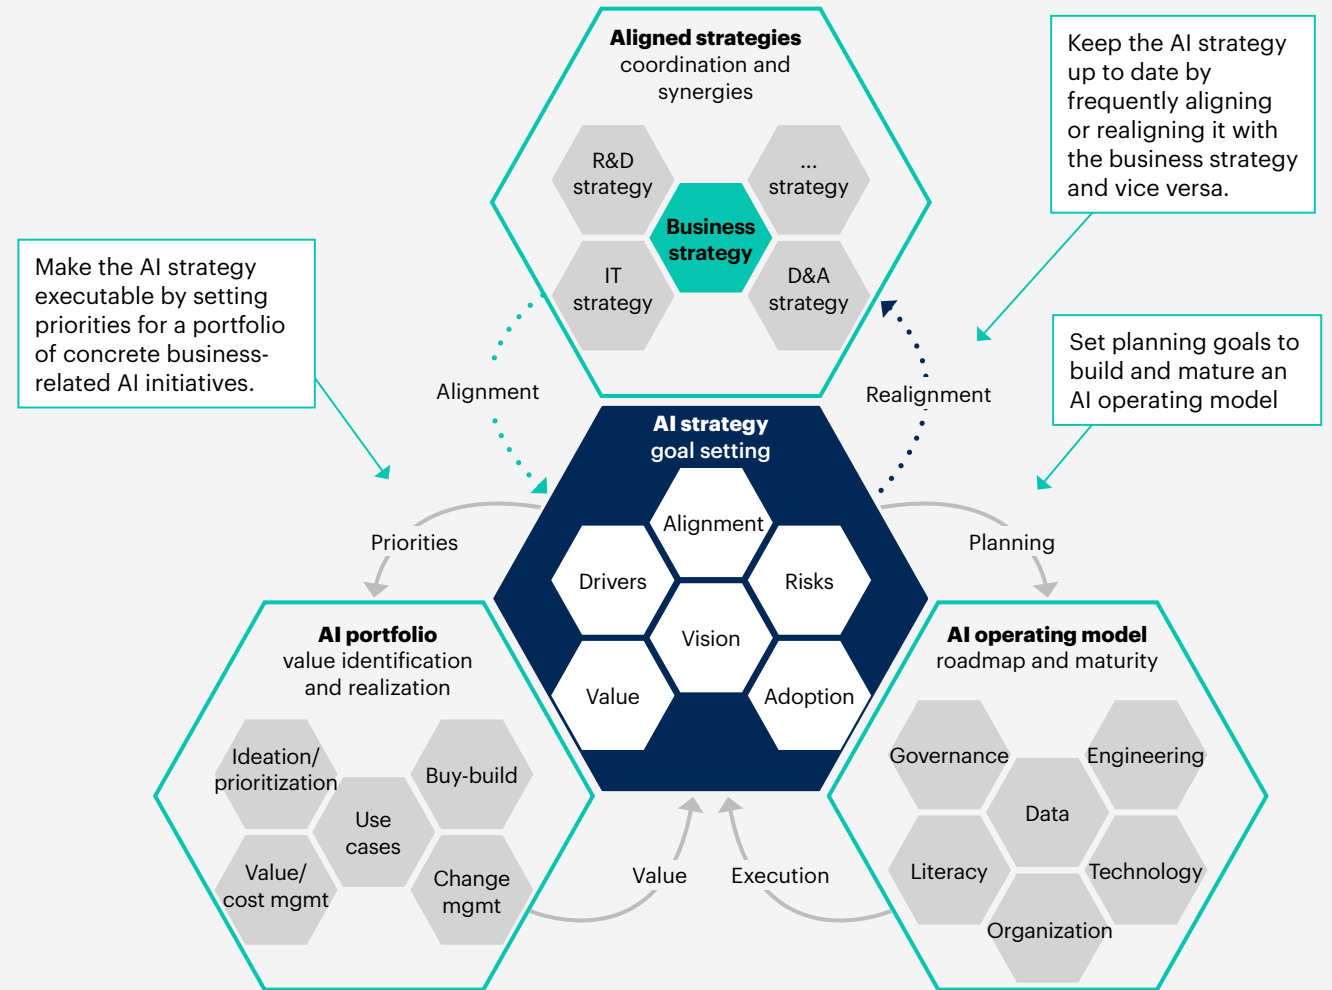 Aligned strategies
coordination and
synergies
R&D
strategy
...
strategy
Business
strategy
IT
strategy
D&A
strategy
Keep the AI strategy
up to date by
frequently aligning
or realigning it with
the business strategy
and vice versa.
Make the AI strategy
executable by setting
priorities for a portfolio
of concrete business-
related AI initiatives.
Set planning goals to
build and mature an
AI operating model
Alignment
Realignment
AI strategy
goal setting
Alignment
Drivers
Risks
Vision
Value
Adoption
Priorities
Planning
AI portfolio
value identification
and realization
Ideation/
prioritization
Buy-build
Use
cases
Value/
cost mgmt
Change
mgmt
AI operating model
roadmap and maturity
Governance
Engineering
Data
Literacy
Technology
Organization
Value
Execution